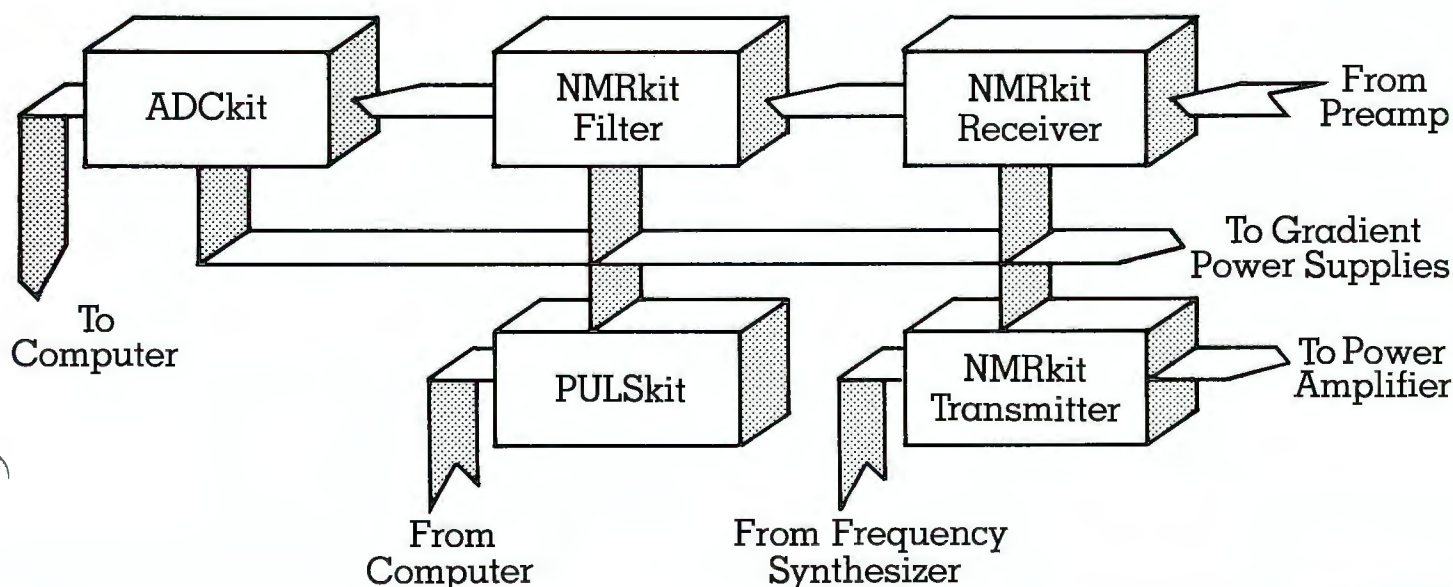 ADCkit
NMRkit
Filter
NMRkit
Receiver
From
Preamp
To Gradient
Power Supplies
To
Computer
PULSkit
NMRkit
Transmitter
To Power
Amplifier
From
Computer
From Frequency
Synthesizer